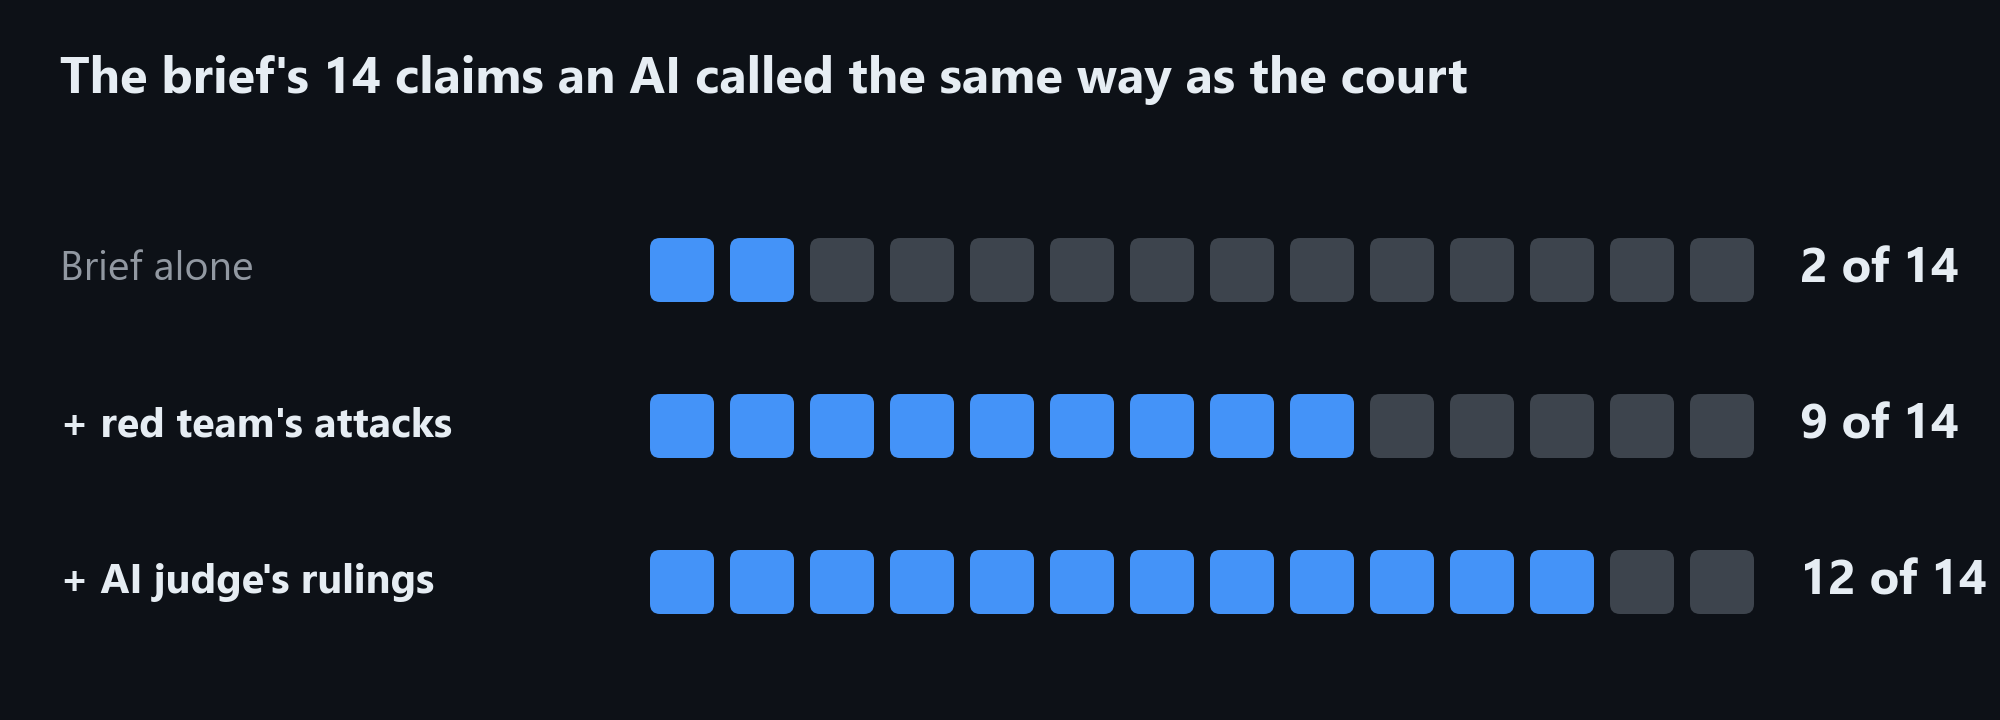 The brief's 14 claims an AI called the same way as the court
Brief alone 2 of 14
+ red team's attacks 9 of 14
+ AI judge's rulings 12 of 14